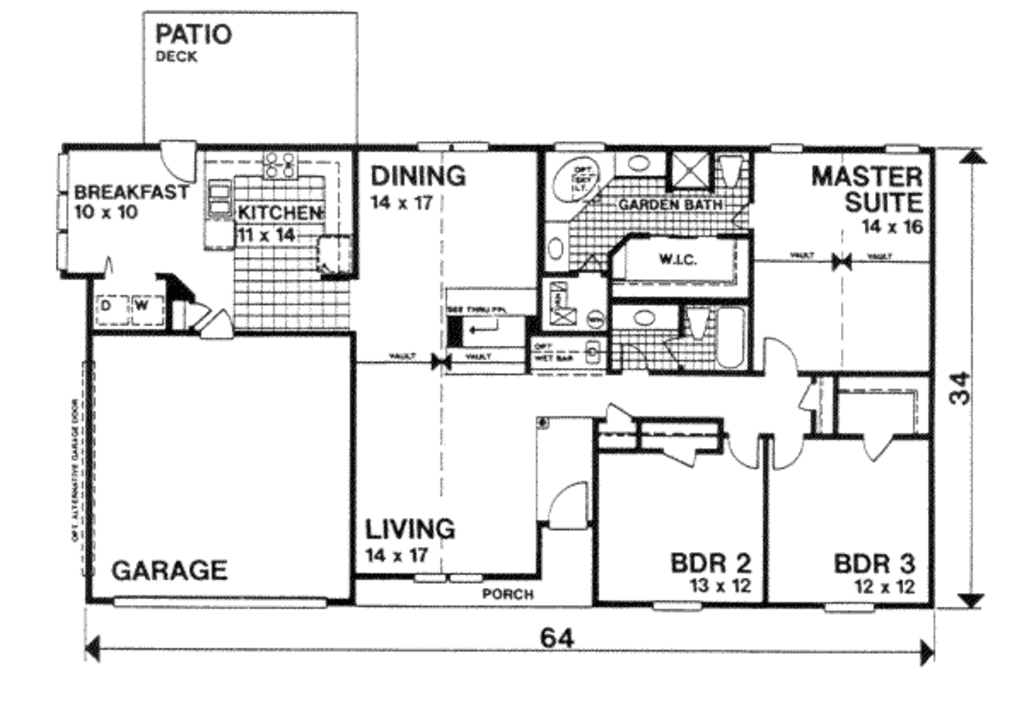 PATIO
DECK
BREAKFAST
10 x 10
KITCHEN
11 x 14
DINING
14 x 17
OPT.
SKY
LT.
GARDEN BATH
MASTER
SUITE
14 x 16
W.I.C.
VAULT
VAULT
D
W
SEE THRU FPL
VAULT
VAULT
OPT
WET BAR
OPT. ALTERNATIVE GARAGE DOOR
34
GARAGE
LIVING
14 x 17
PORCH
BDR 2
13 x 12
BDR 3
12 x 12
64